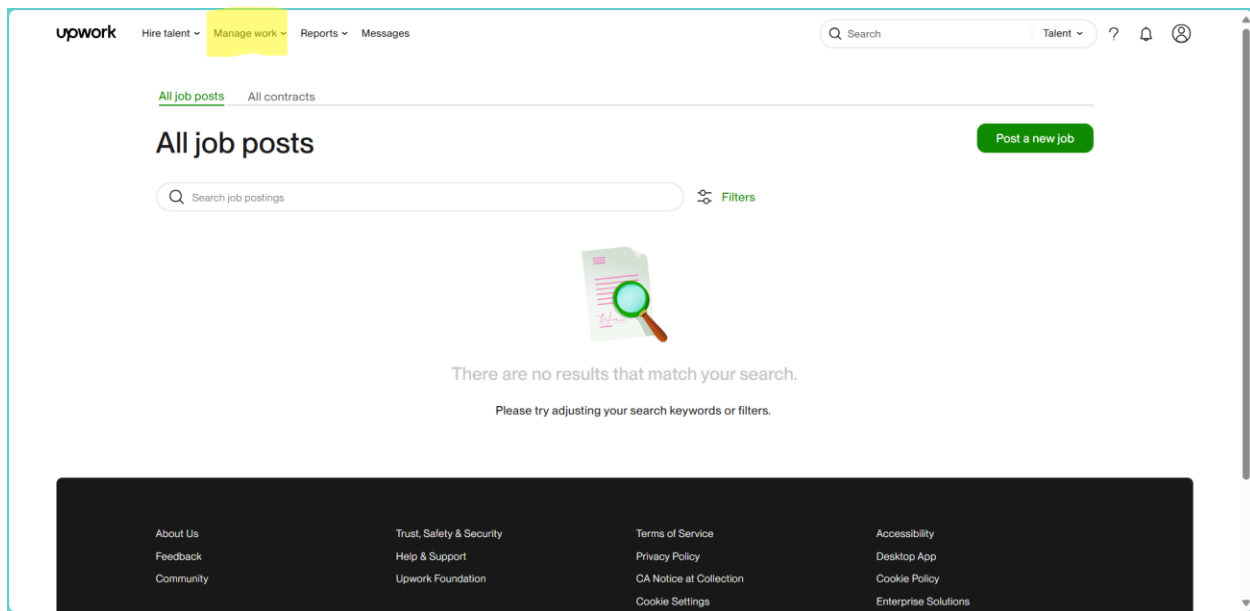 upwork Hire talent Manage work Reports Messages Search Talent ?
All job posts All contracts
All job posts Post a new job
Search job postings Filters
There are no results that match your search.
Please try adjusting your search keywords or filters.
About Us Trust, Safety & Security Terms of Service Accessibility
Feedback Help & Support Privacy Policy Desktop App
Community Upwork Foundation CA Notice at Collection Cookie Policy
Cookie Settings Enterprise Solutions